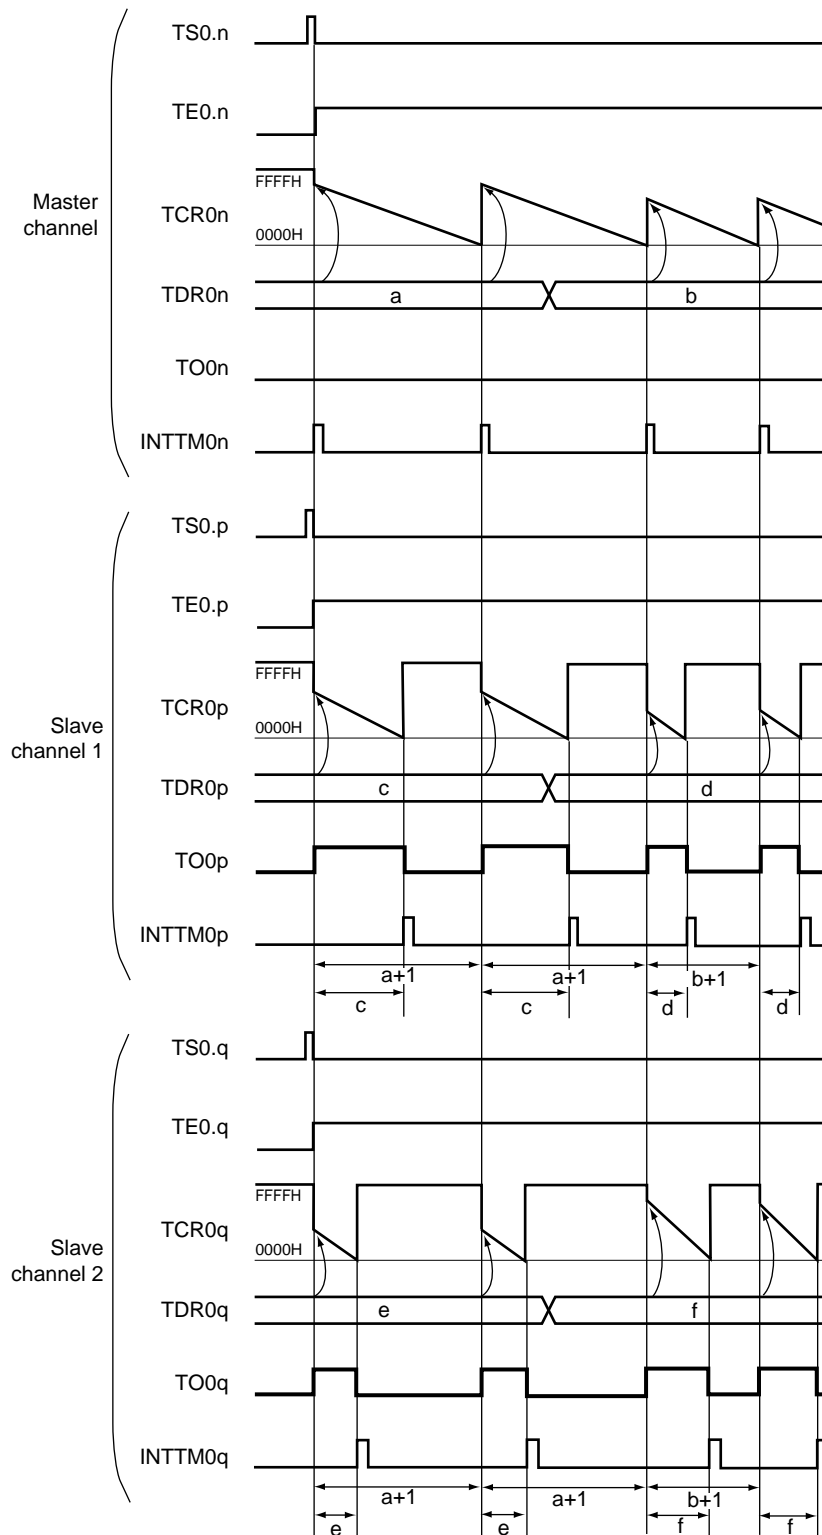 TS0.n
TE0.n
FFFFH
Master
channel
TCR0n
0000H
TDR0n
a
b
TO0n
INTTM0n
TS0.p
TE0.p
FFFFH
TCR0p
Slave
channel 1
0000H
TDR0p
c
d
TO0p
INTTM0p
a+1
a+1
b+1
c
c
d
d
TS0.q
TE0.q
FFFFH
TCR0q
Slave
channel 2
0000H
TDR0q
e
f
TO0q
INTTM0q
a+1
a+1
b+1
e
e
f
f